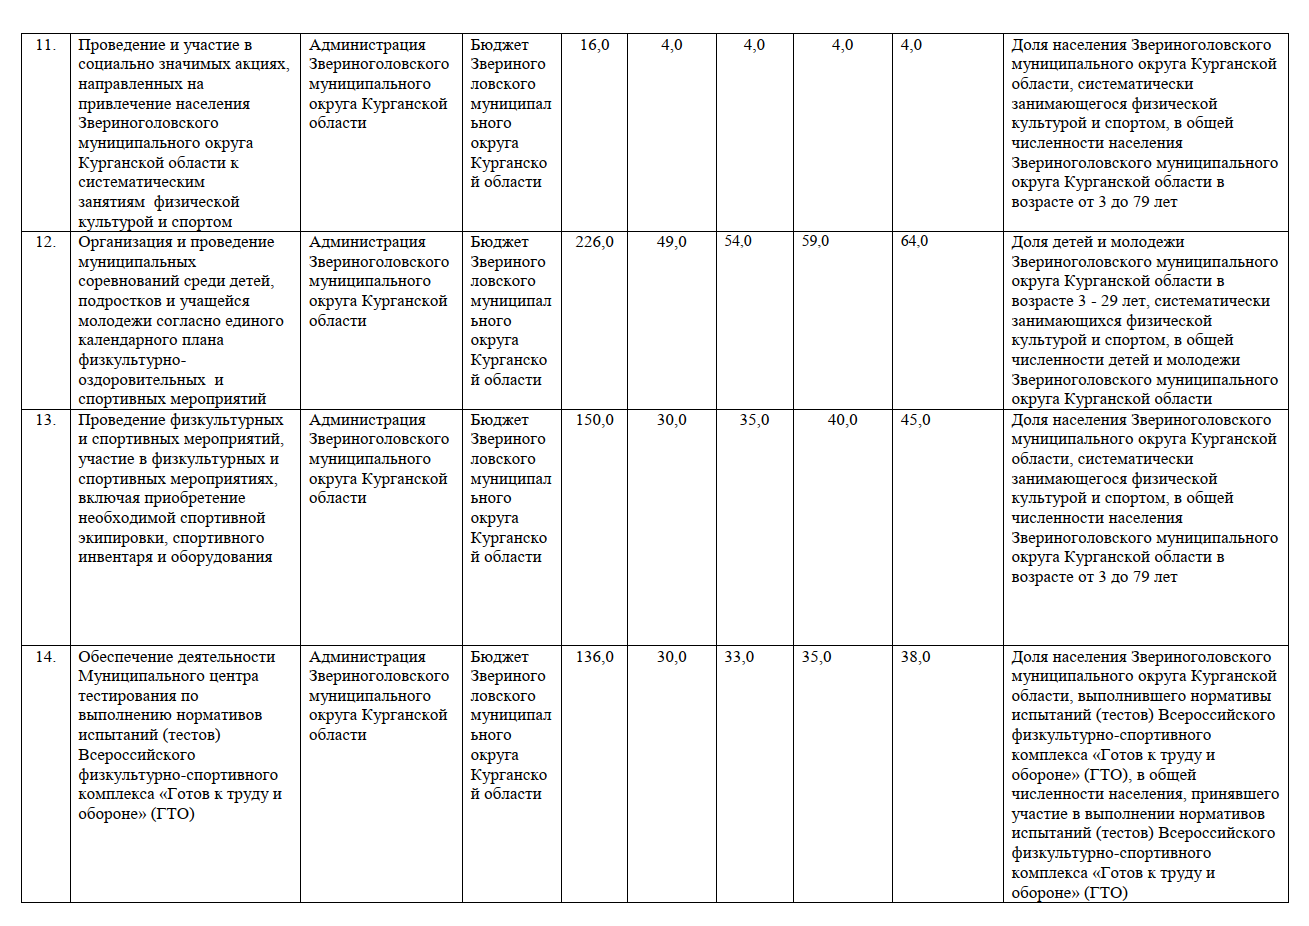 11.
Проведение и участие в
социально значимых акциях,
направленных на
привлечение населения
Звериноголовского
муниципального округа
Курганской области к
систематическим
занятиям  физической
культурой и спортом
Администрация
Звериноголовского
муниципального
округа Курганской
области
Бюджет
Зверинoго
ловского
муниципал
ьного
округа
Курганско
й области
16,0
4,0
4,0
4,0
4,0
Доля населения Звериноголовского
муниципального округа Курганской
области, систематически
занимающегося физической
культурой и спортом, в общей
численности населения
Звериноголовского муниципального
округа Курганской области в
возрасте от 3 до 79 лет
12.
Организация и проведение
муниципальных
соревнований среди детей,
подростков и учащейся
молодежи согласно единого
календарного плана
физкультурно-
оздоровительных  и
спортивных мероприятий
Администрация
Звериноголовского
муниципального
округа Курганской
области
Бюджет
Звериного
ловского
муниципал
ьного
округа
Курганско
й области
226,0
49,0
54,0
59,0
64,0
Доля детей и молодежи
Звериноголовского муниципального
округа Курганской области в
возрасте 3 - 29 лет, систематически
занимающихся физической
культурой и спортом, в общей
численности детей и молодежи
Звериноголовского муниципального
округа Курганской области
13.
Проведение физкультурных
и спортивных мероприятий,
участие в физкультурных и
спортивных мероприятиях,
включая приобретение
необходимой спортивной
экипировки, спортивного
инвентаря и оборудования
Администрация
Звериноголовского
муниципального
округа Курганской
области
Бюджет
Звериного
ловского
муниципал
ьного
округа
Курганско
й области
150,0
30,0
35,0
40,0
45,0
Доля населения Звериноголовского
муниципального округа Курганской
области, систематически
занимающегося физической
культурой и спортом, в общей
численности населения
Звериноголовского муниципального
округа Курганской области в
возрасте от 3 до 79 лет
14.
Обеспечение деятельности
Муниципального центра
тестирования по
выполнению нормативов
испытаний (тестов)
Всероссийского
физкультурно-спортивного
комплекса «Готов к труду и
обороне» (ГТО)
Администрация
Звериноголовского
муниципального
округа Курганской
области
Бюджет
Звериного
ловского
муниципал
ьного
округа
Курганско
й области
136,0
30,0
33,0
35,0
38,0
Доля населения Звериноголовского
муниципального округа Курганской
области, выполнившего нормативы
испытаний (тестов) Всероссийского
физкультурно-спортивного
комплекса «Готов к труду и
обороне» (ГТО), в общей
численности населения, принявшего
участие в выполнении нормативов
испытаний (тестов) Всероссийского
физкультурно-спортивного
комплекса «Готов к труду и
обороне» (ГТО)